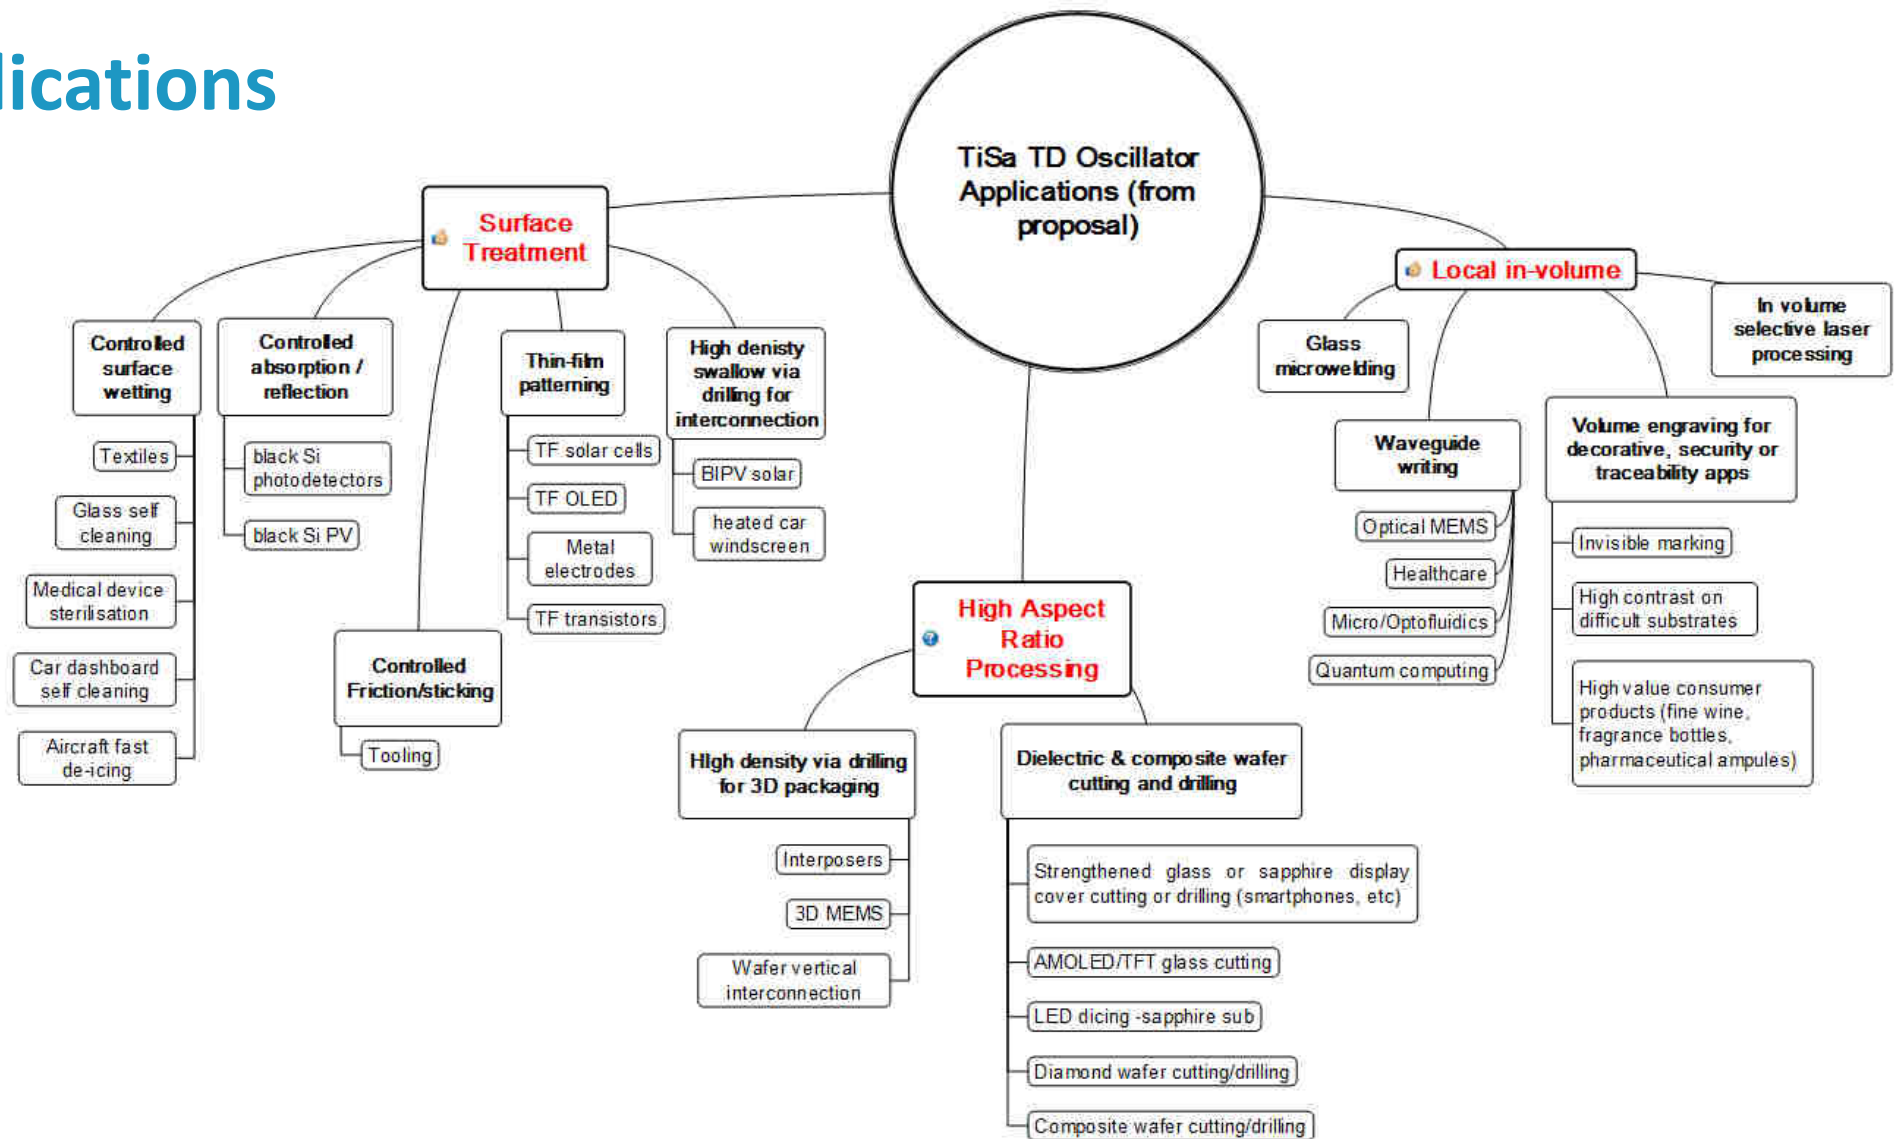 lications
TiSa TD Oscillator
Applications (from
proposal)
Surface
Treatment
Controlled
surface
wetting
Textiles
Glass self
cleaning
Medical device
sterilisation
Car dashboard
self cleaning
Aircraft fast
de-icing
Controlled
absorption /
reflection
black Si
photodetectors
black Si PV
Controlled
Friction/sticking
Tooling
Thin-film
patterning
TF solar cells
TF OLED
Metal
electrodes
TF transistors
High denisty
swallow via
drilling for
interconnection
BIPV solar
heated car
windscreen
High Aspect
Ratio
Processing
HIgh density via drilling
for 3D packaging
Interposers
3D MEMS
Wafer vertical
interconnection
Dielectric & composite wafer
cutting and drilling
Strengthened glass or sapphire display
cover cutting or drilling (smartphones, etc)
AMOLED/TFT glass cutting
LED dicing -sapphire sub
Diamond wafer cutting/drilling
Composite wafer cutting/drilling
Local in-volume
Glass
microwelding
Waveguide
writing
Optical MEMS
Healthcare
Micro/Optofluidics
Quantum computing
Volume engraving for
decorative, security or
traceability apps
Invisible marking
High contrast on
difficult substrates
High value consumer
products (fine wine,
fragrance bottles,
pharmaceutical ampules)
In volume
selective laser
processing